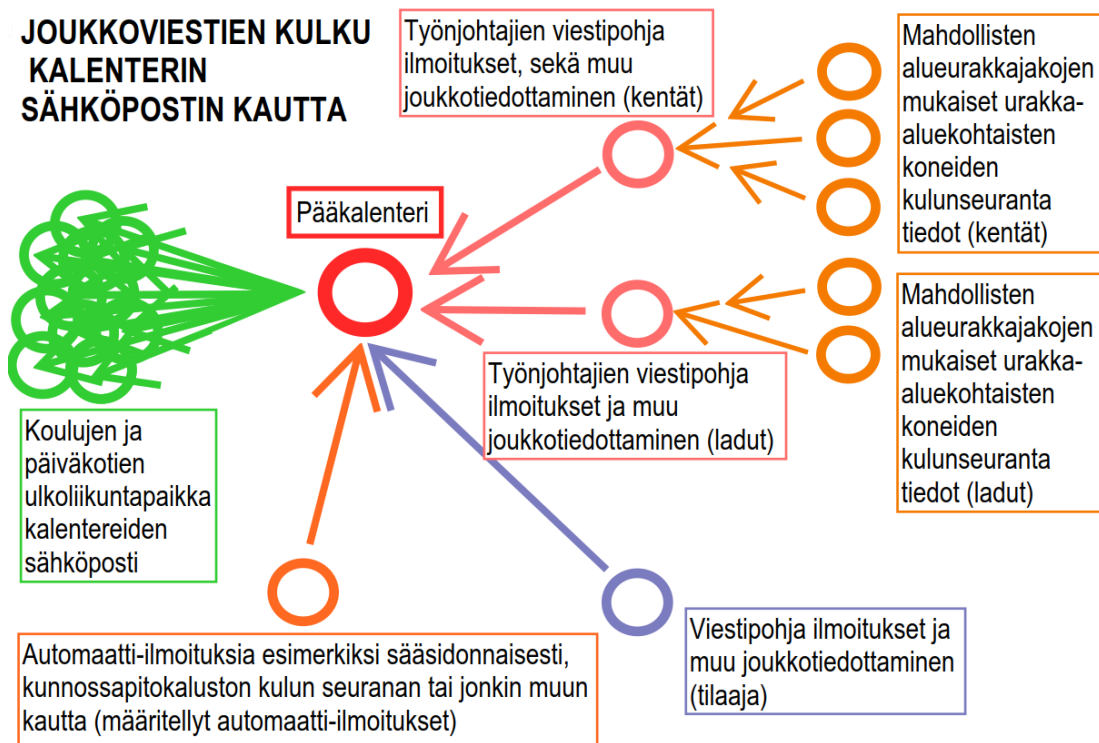 JOUKKOVIESTIEN KULKU
KALENTERIN
SÄHKÖPOSTIN KAUTTA
Työnjohtajien viestipohja
ilmoitukset, sekä muu
joukkotiedottaminen (kentät)
Mahdollisten
alueurakkajakojen
mukaiset urakka-
aluekohtaisten
koneiden
kulunseuranta
tiedot (kentät)
Pääkalenteri
Mahdollisten
alueurakkajakojen
mukaiset urakka-
aluekohtaisten
koneiden
kulunseuranta
tiedot (ladut)
Työnjohtajien viestipohja
ilmoitukset ja muu
joukkotiedottaminen (ladut)
Koulujen ja
päiväkotien
ulkoliikuntapaikka
kalentereiden
sähköposti
Automaatti-ilmoituksia esimerkiksi sääsidonnaisesti,
kunnossapitokaluston kulun seuranan tai jonkin muun
kautta (määritellyt automaatti-ilmoitukset)
Viestipohja ilmoitukset ja
muu joukkotiedottaminen
(tilaaja)